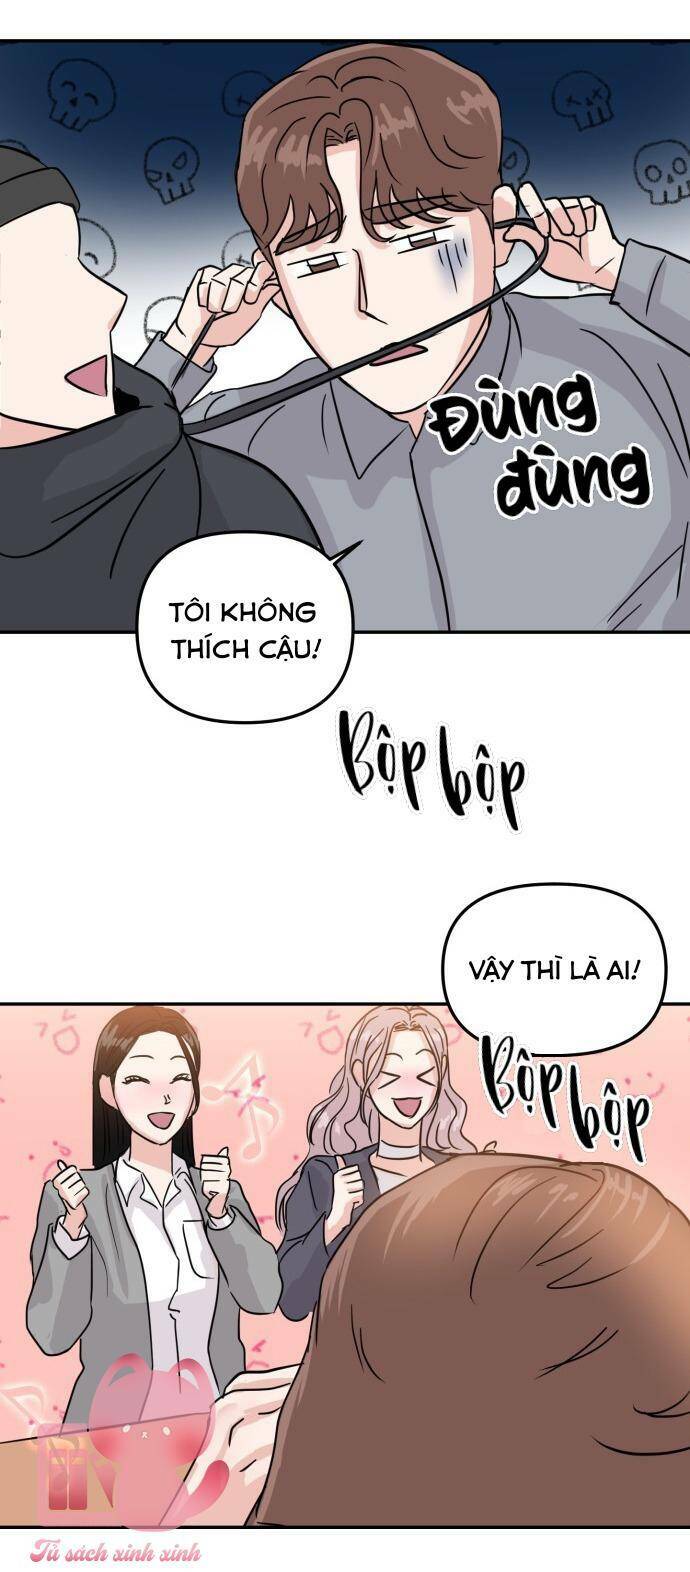 Đùng
đùng
TÔI KHÔNG
THÍCH CẬU!
Bộp bộp
VẬY THÌ LÀ AI!
Bộp bộp
Tủ sách xinh xinh